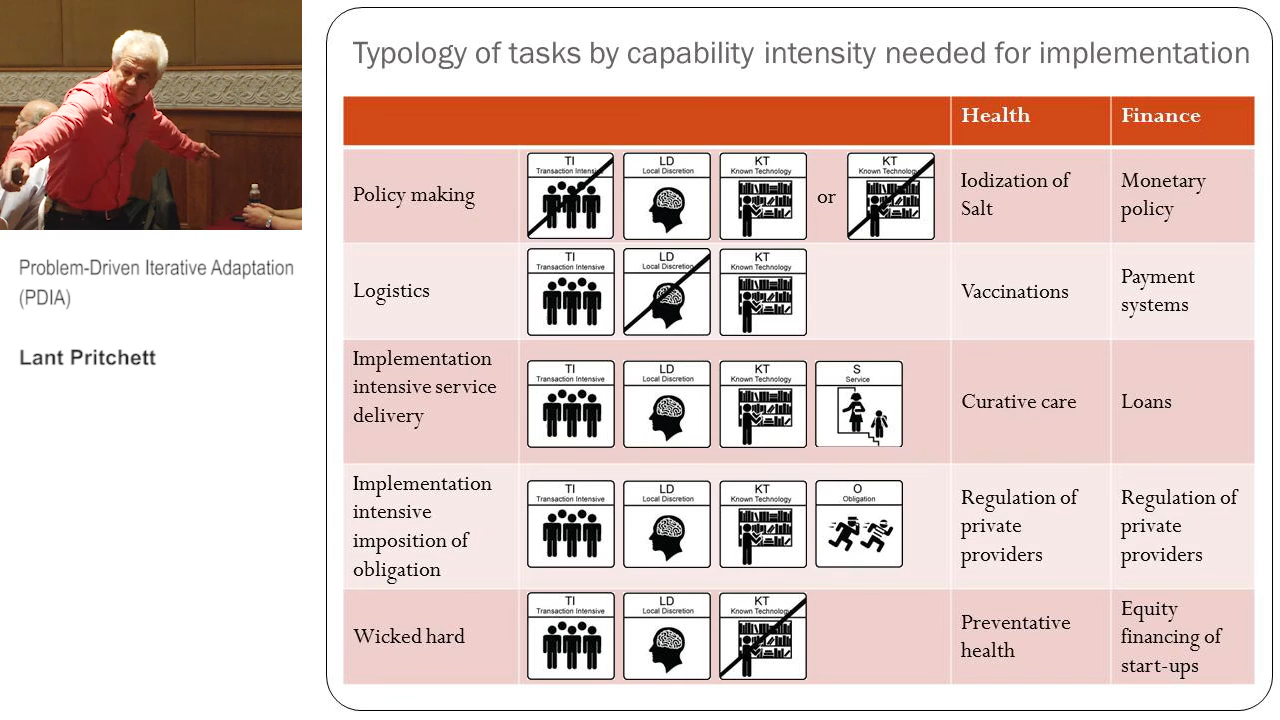 Typology of tasks by capability intensity needed for implementation
Problem-Driven Iterative Adaptation
(PDIA)
Lant Pritchett
Health
Finance
Policy making
TI
Transaction Intensive
LD
Local Discretion
KT
Known Technology
or
KT
Known Technology
Iodization of
Salt
Monetary
policy
Logistics
TI
Transaction Intensive
LD
Local Discretion
KT
Known Technology
Vaccinations
Payment
systems
Implementation
intensive service
delivery
TI
Transaction Intensive
LD
Local Discretion
KT
Known Technology
S
Service
Curative care
Loans
Implementation
intensive
imposition of
obligation
TI
Transaction Intensive
LD
Local Discretion
KT
Known Technology
O
Obligation
Regulation of
private
providers
Regulation of
private
providers
Wicked hard
TI
Transaction Intensive
LD
Local Discretion
KT
Known Technology
Preventative
health
Equity
financing of
start-ups